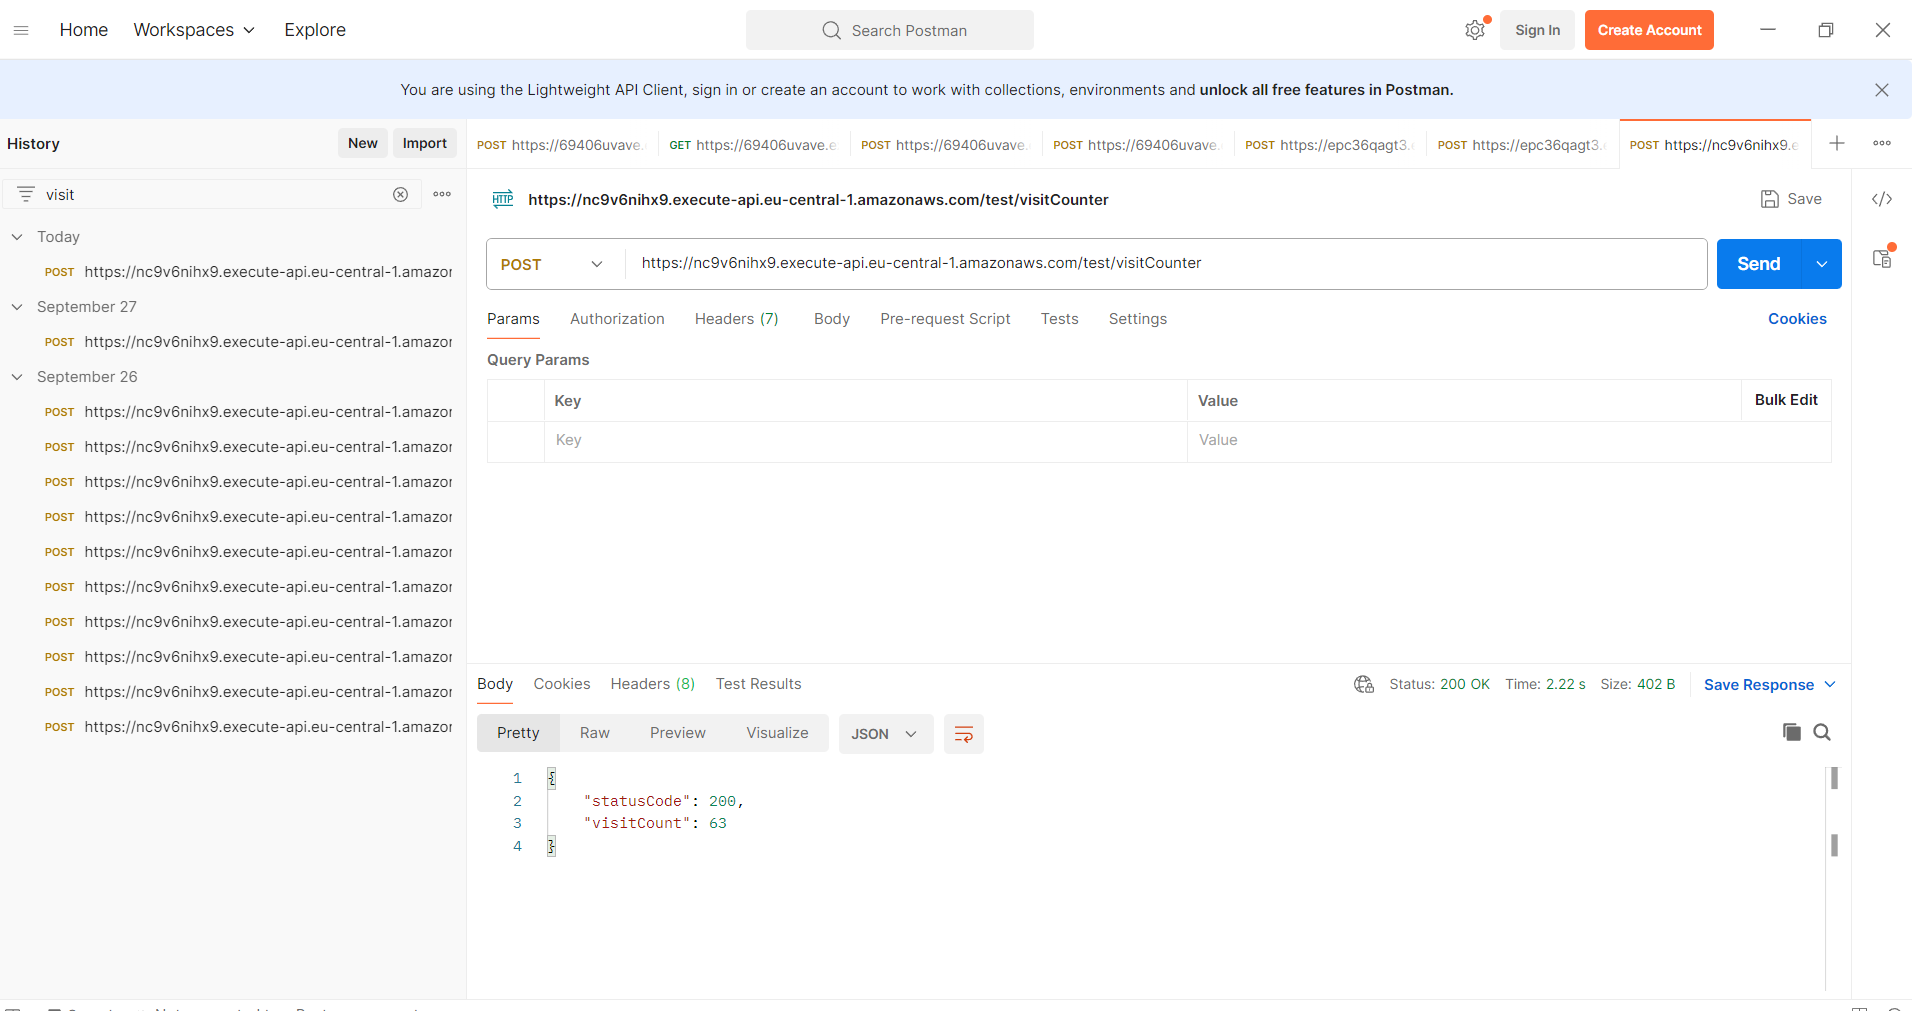 Home Workspaces Explore Search Postman Sign In Create Account
You are using the Lightweight API Client, sign in or create an account to work with collections, environments and unlock all free features in Postman.
History New Import
visit
Today
POST https://nc9v6nihx9.execute-api.eu-central-1.amazor
September 27
POST https://nc9v6nihx9.execute-api.eu-central-1.amazor
September 26
POST https://nc9v6nihx9.execute-api.eu-central-1.amazor
POST https://nc9v6nihx9.execute-api.eu-central-1.amazor
POST https://nc9v6nihx9.execute-api.eu-central-1.amazor
POST https://nc9v6nihx9.execute-api.eu-central-1.amazor
POST https://nc9v6nihx9.execute-api.eu-central-1.amazor
POST https://nc9v6nihx9.execute-api.eu-central-1.amazor
POST https://nc9v6nihx9.execute-api.eu-central-1.amazor
POST https://nc9v6nihx9.execute-api.eu-central-1.amazor
POST https://nc9v6nihx9.execute-api.eu-central-1.amazor
POST https://nc9v6nihx9.execute-api.eu-central-1.amazor
POST https://69406uvave. GET https://69406uvave.e POST https://69406uvave. POST https://69406uvave. POST https://epc36qagt3.e POST https://epc36qagt3.e POST https://nc9v6nihx9.e
HTTP https://nc9v6nihx9.execute-api.eu-central-1.amazonaws.com/test/visitCounter Save
POST https://nc9v6nihx9.execute-api.eu-central-1.amazonaws.com/test/visitCounter Send
Params Authorization Headers (7) Body Pre-request Script Tests Settings Cookies
Query Params
Key Value Bulk Edit
Key Value
Body Cookies Headers (8) Test Results Status: 200 OK Time: 2.22 s Size: 402 B Save Response
Pretty Raw Preview Visualize JSON
1 {
2 "statusCode": 200,
3 "visitCount": 63
4 }